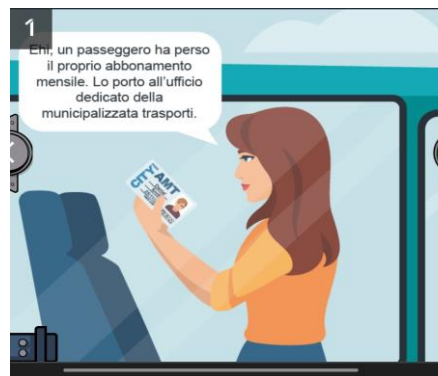 1
Ehi, un passeggero ha perso
il proprio abbonamento
mensile. Lo porto all'ufficio
dedicato della
municipalizzata trasporti.
CITY AMT